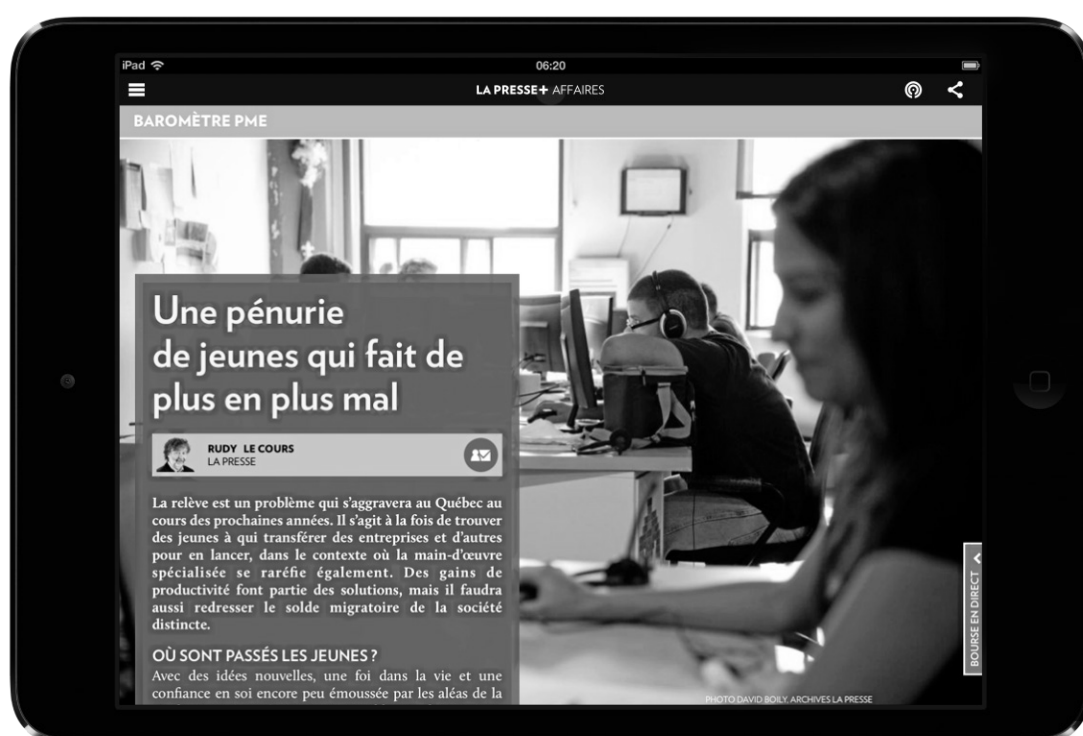 iPad
06:20
LA PRESSE+ AFFAIRES
BAROMÈTRE PME
Une pénurie
de jeunes qui fait de
plus en plus mal
RUDY LE COURS
LA PRESSE
La relève est un problème qui s'aggravera au Québec au
cours des prochaines années. Il s'agit à la fois de trouver
des jeunes à qui transférer des entreprises et d'autres
pour en lancer, dans le contexte où la main-d'œuvre
spécialisée se raréfie également. Des gains de
productivité font partie des solutions, mais il faudra
aussi redresser le solde migratoire de la société
distincte.
OÙ SONT PASSÉS LES JEUNES ?
Avec des idées nouvelles, une foi dans la vie et une
confiance en soi encore peu émoussée par les aléas de la
BOURSE EN DIRECT
PHOTO DAVID BOILY, ARCHIVES LA PRESSE